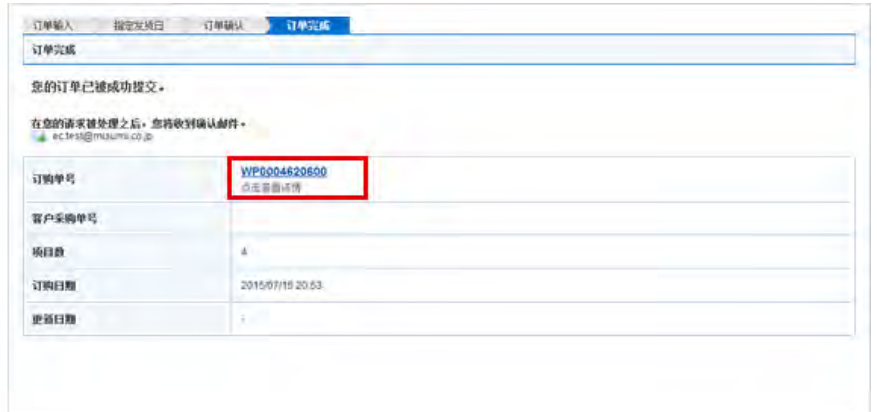 订单输入 指定发货日 订单确认 订单完成
订单完成
您的订单已被成功提交。
在您的请求被处理之后，您将收到确认邮件。
ec.test@misumi.co.jp
订购单号 WP0004620600
点击查看详情
客户采购单号
项目数 4
订购日期 2015/07/15 20:53
更新日期 -